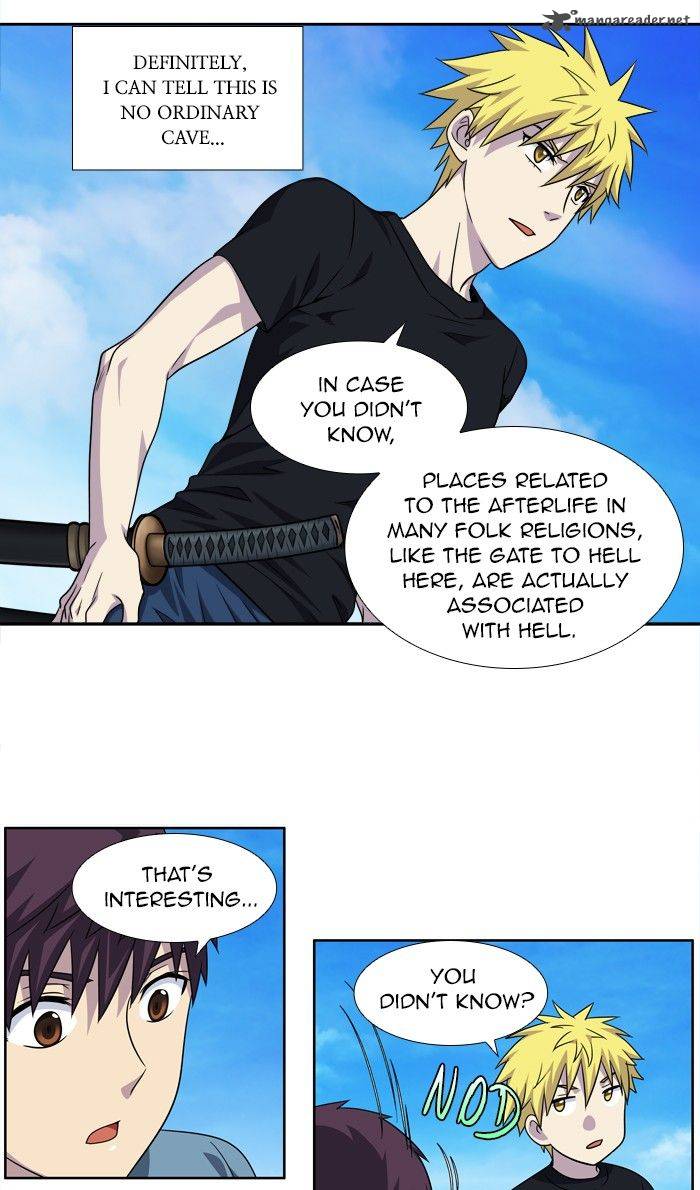 mangareader.net
DEFINITELY,
I CAN TELL THIS IS
NO ORDINARY
CAVE...
IN CASE
YOU DIDN'T
KNOW,
PLACES RELATED
TO THE AFTERLIFE IN
MANY FOLK RELIGIONS,
LIKE THE GATE TO HELL
HERE, ARE ACTUALLY
ASSOCIATED
WITH HELL.
THAT'S
INTERESTING...
YOU
DIDN'T KNOW?
NOD